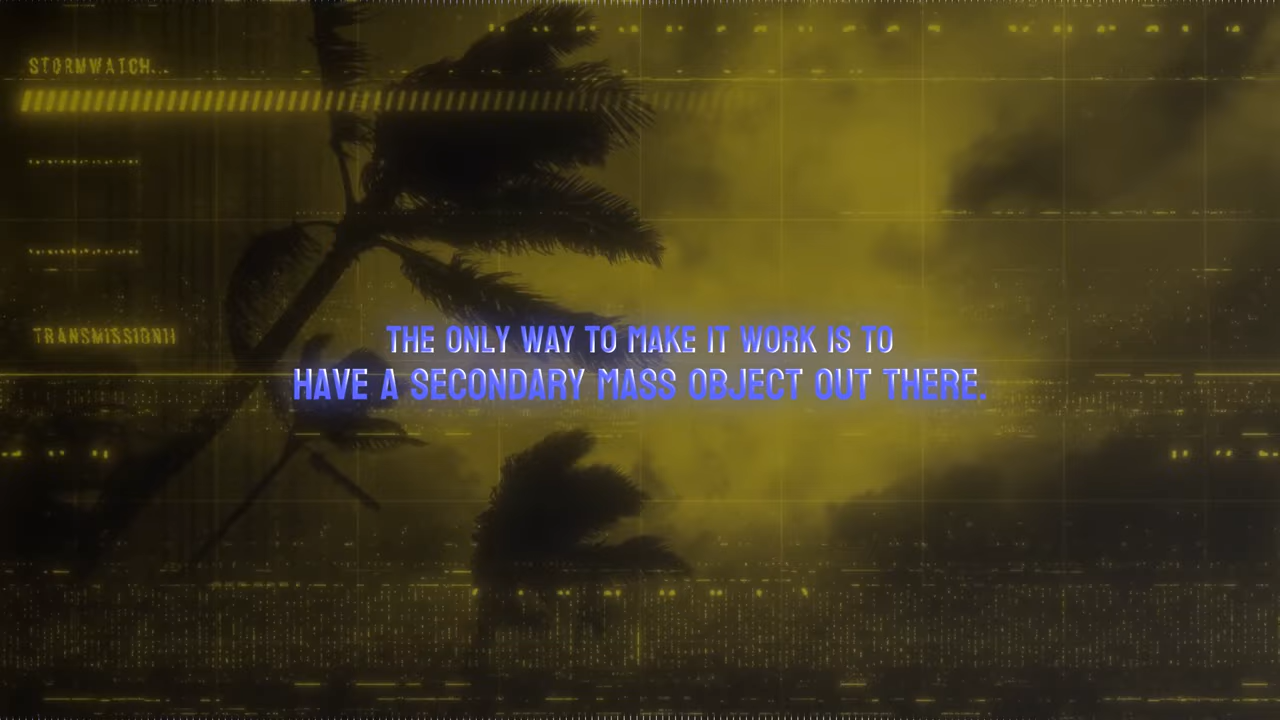 STORMWATCH...
TRANSMISSION11
THE ONLY WAY TO MAKE IT WORK IS TO
HAVE A SECONDARY MASS OBJECT OUT THERE.